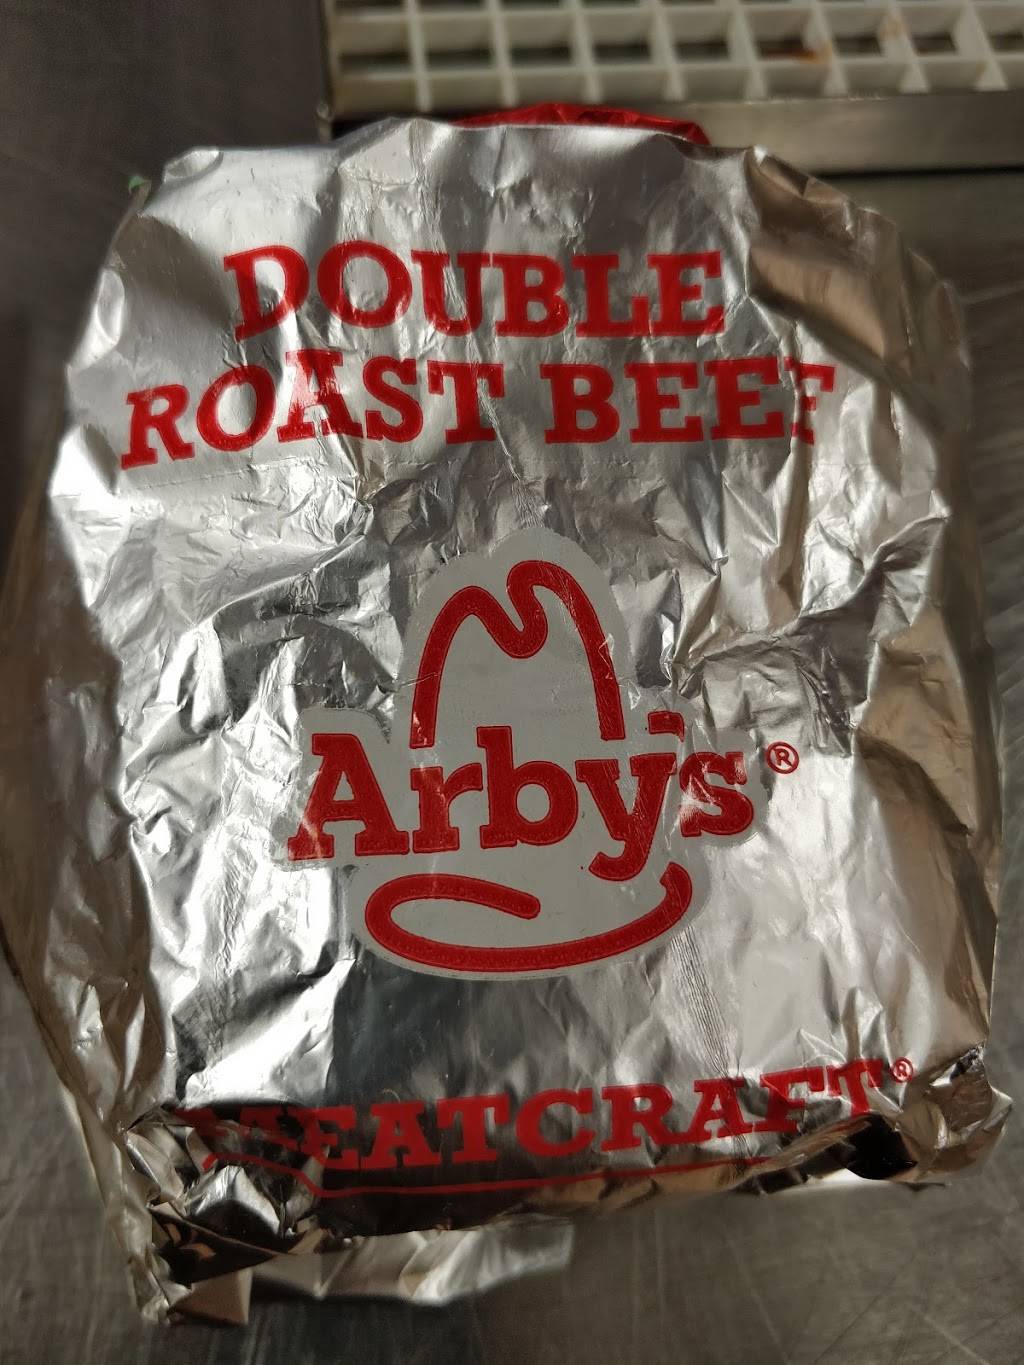 DOUBLE
ROAST BEEF
Arby's®
MEATCRAFT®